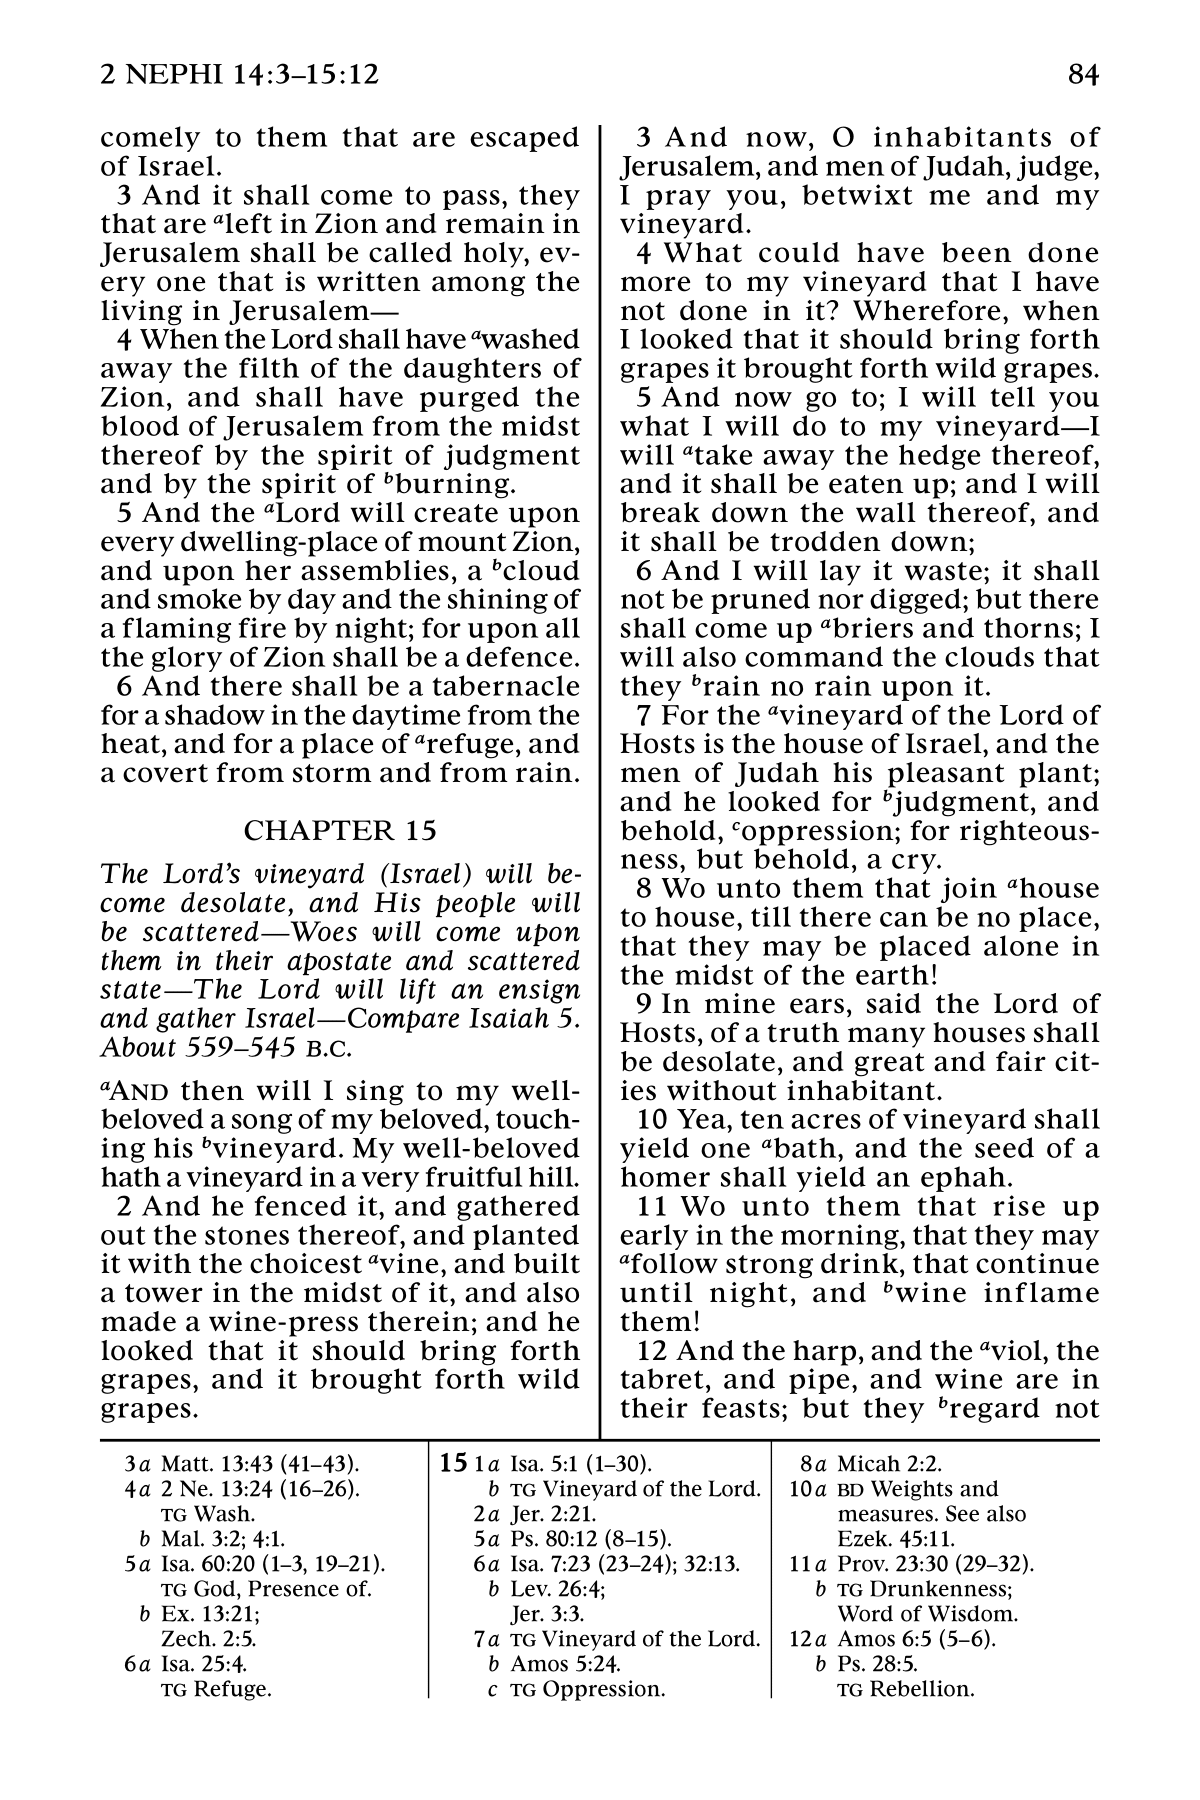 2 NEPHI 14:3–15:12
84
comely to them that are escaped
of Israel.
3 And it shall come to pass, they
that are aleft in Zion and remain in
Jerusalem shall be called holy, ev-
ery one that is written among the
living in Jerusalem—
4 When the Lord shall have awashed
away the filth of the daughters of
Zion, and shall have purged the
blood of Jerusalem from the midst
thereof by the spirit of judgment
and by the spirit of bburning.
5 And the aLord will create upon
every dwelling-place of mount Zion,
and upon her assemblies, a bcloud
and smoke by day and the shining of
a flaming fire by night; for upon all
the glory of Zion shall be a defence.
6 And there shall be a tabernacle
for a shadow in the daytime from the
heat, and for a place of arefuge, and
a covert from storm and from rain.
CHAPTER 15
The Lord’s vineyard (Israel) will be-
come desolate, and His people will
be scattered—Woes will come upon
them in their apostate and scattered
state—The Lord will lift an ensign
and gather Israel—Compare Isaiah 5.
About 559–545 B.C.
aAND then will I sing to my well-
beloved a song of my beloved, touch-
ing his bvineyard. My well-beloved
hath a vineyard in a very fruitful hill.
2 And he fenced it, and gathered
out the stones thereof, and planted
it with the choicest avine, and built
a tower in the midst of it, and also
made a wine-press therein; and he
looked that it should bring forth
grapes, and it brought forth wild
grapes.
3 And now, O inhabitants of
Jerusalem, and men of Judah, judge,
I pray you, betwixt me and my
vineyard.
4 What could have been done
more to my vineyard that I have
not done in it? Wherefore, when
I looked that it should bring forth
grapes it brought forth wild grapes.
5 And now go to; I will tell you
what I will do to my vineyard—I
will atake away the hedge thereof,
and it shall be eaten up; and I will
break down the wall thereof, and
it shall be trodden down;
6 And I will lay it waste; it shall
not be pruned nor digged; but there
shall come up abriers and thorns; I
will also command the clouds that
they brain no rain upon it.
7 For the avineyard of the Lord of
Hosts is the house of Israel, and the
men of Judah his pleasant plant;
and he looked for bjudgment, and
behold, coppression; for righteous-
ness, but behold, a cry.
8 Wo unto them that join ahouse
to house, till there can be no place,
that they may be placed alone in
the midst of the earth!
9 In mine ears, said the Lord of
Hosts, of a truth many houses shall
be desolate, and great and fair cit-
ies without inhabitant.
10 Yea, ten acres of vineyard shall
yield one abath, and the seed of a
homer shall yield an ephah.
11 Wo unto them that rise up
early in the morning, that they may
afollow strong drink, that continue
until night, and bwine inflame
them!
12 And the harp, and the aviol, the
tabret, and pipe, and wine are in
their feasts; but they bregard not
3a Matt. 13:43 (41–43).
4a 2 Ne. 13:24 (16–26).
TG Wash.
b Mal. 3:2; 4:1.
5a Isa. 60:20 (1–3, 19–21).
TG God, Presence of.
b Ex. 13:21;
Zech. 2:5.
6a Isa. 25:4.
TG Refuge.
15 1a Isa. 5:1 (1–30).
b TG Vineyard of the Lord.
2a Jer. 2:21.
5a Ps. 80:12 (8–15).
6a Isa. 7:23 (23–24); 32:13.
b Lev. 26:4;
Jer. 3:3.
7a TG Vineyard of the Lord.
b Amos 5:24.
c TG Oppression.
8a Micah 2:2.
10a BD Weights and
measures. See also
Ezek. 45:11.
11a Prov. 23:30 (29–32).
b TG Drunkenness;
Word of Wisdom.
12a Amos 6:5 (5–6).
b Ps. 28:5.
TG Rebellion.